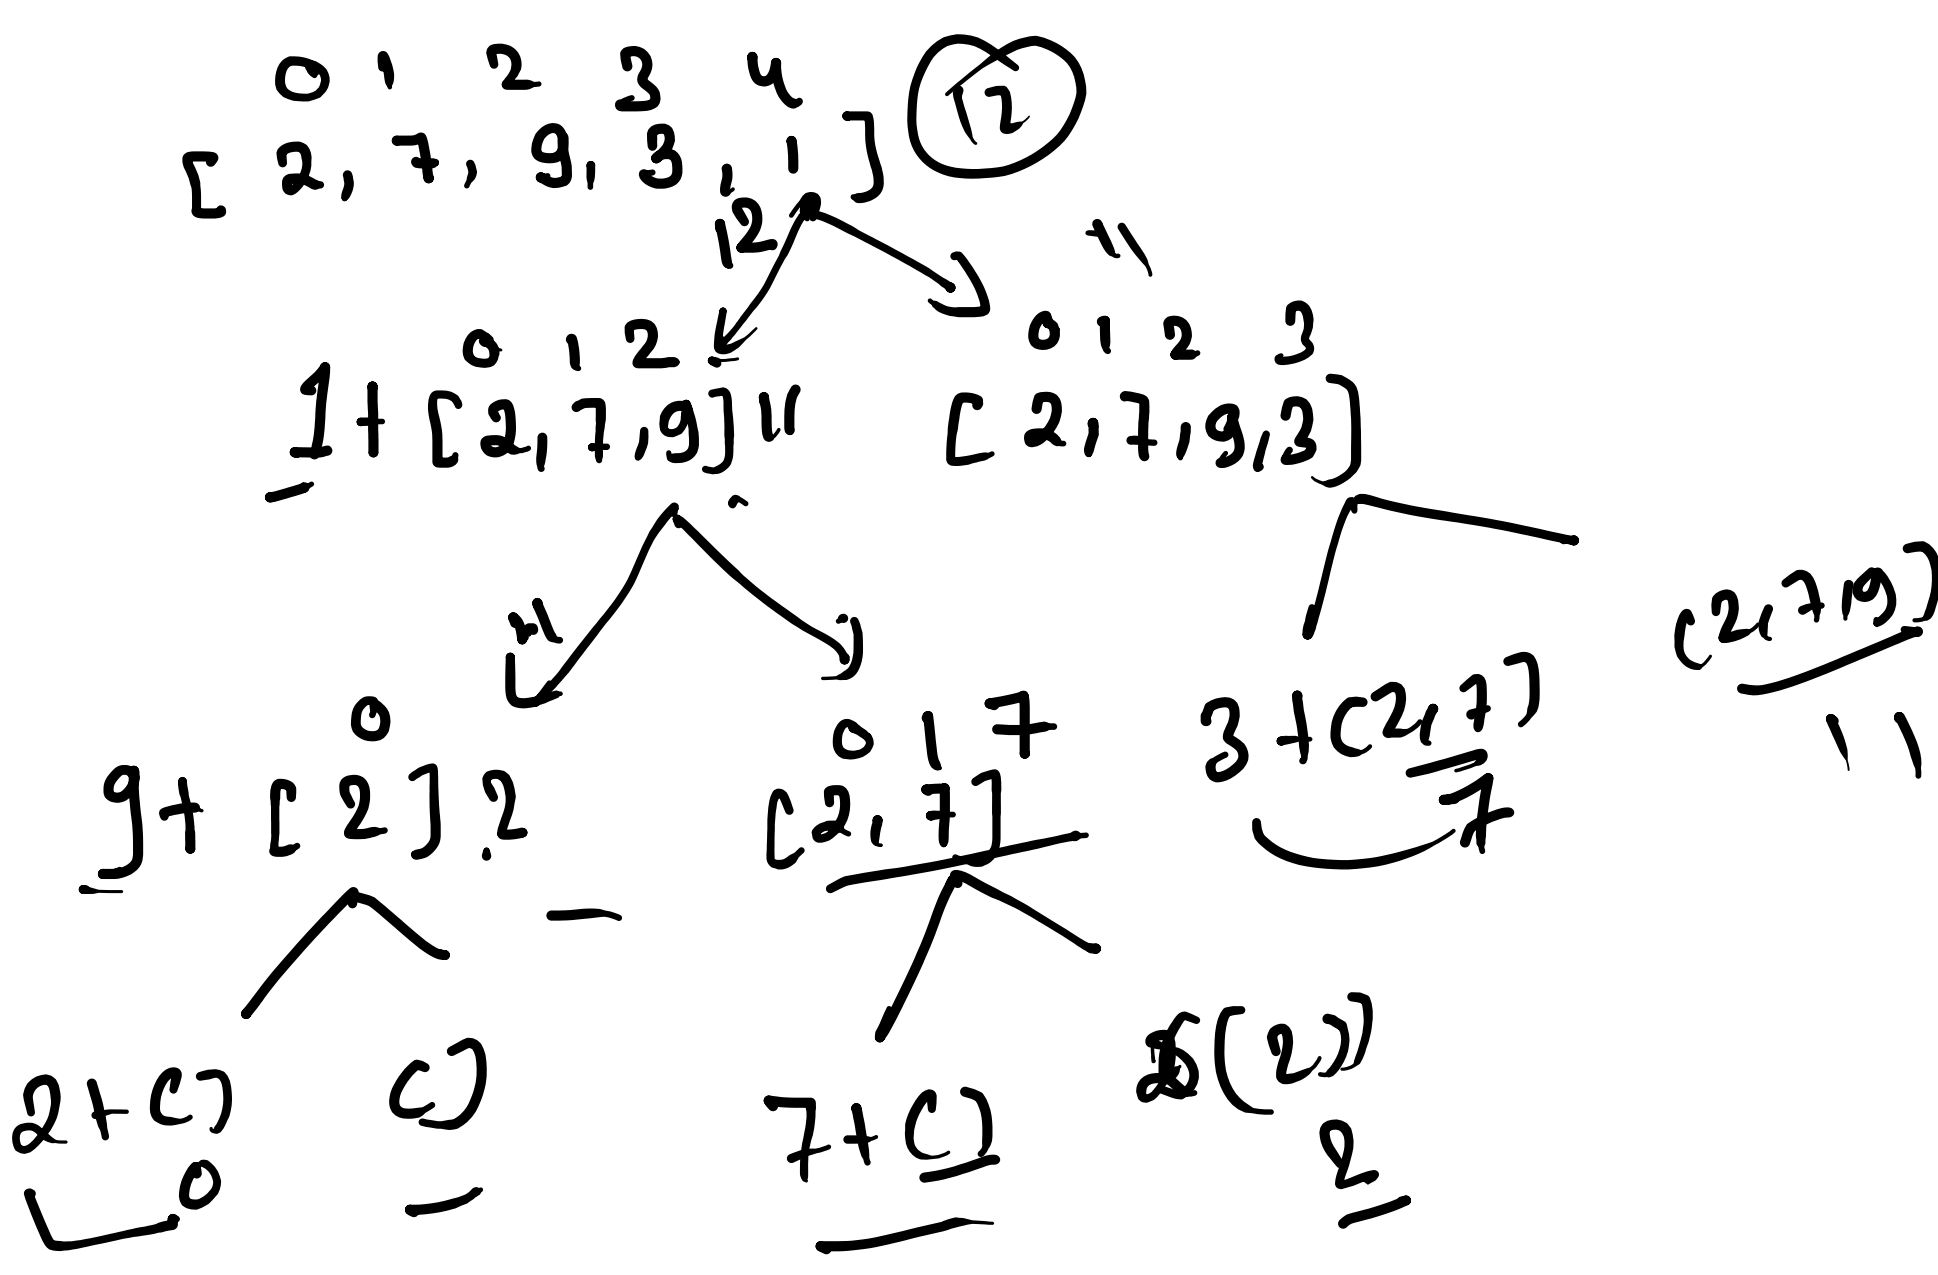 0 1 2 3 4
[ 2, 7, 9, 3, 1 ] 12
12
11
0 1 2
0 1 2 3
1 + [2, 7, 9] 11
[2, 7, 9, 3]
(2, 7, 9)
11
11
0
0 1 7
9 + [2] 2
[2, 7]
3 + (2, 7)
7
2 + ()
0
()
7 + ()
(2))
2